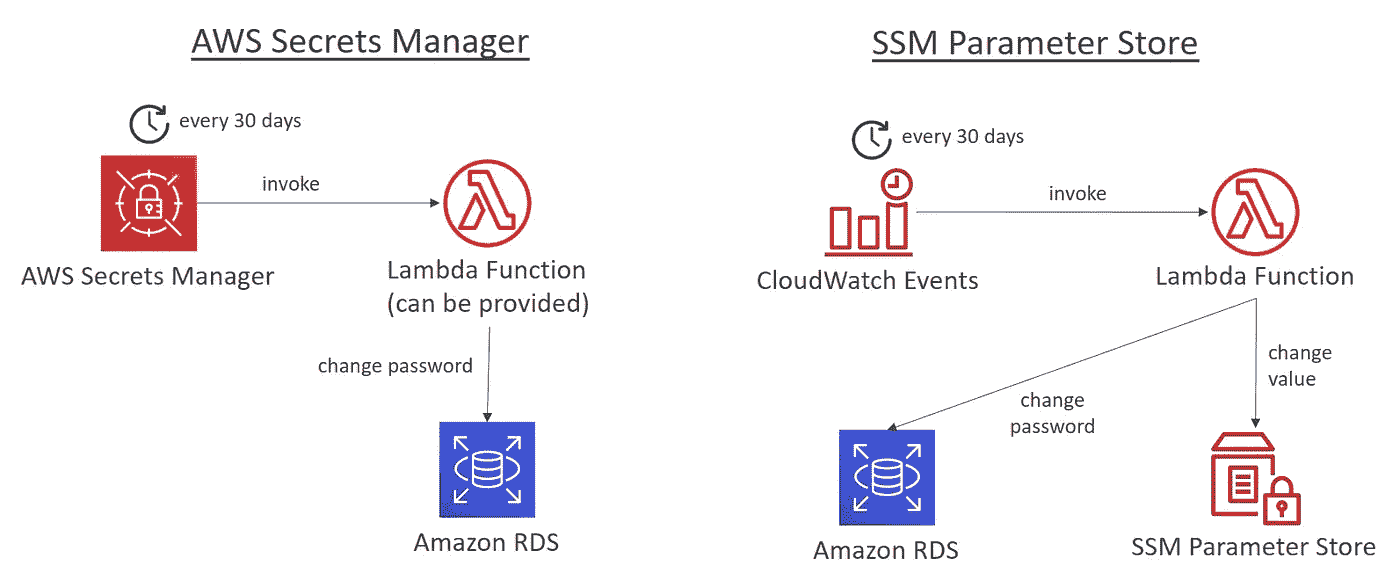 AWS Secrets Manager
every 30 days
invoke
AWS Secrets Manager
Lambda Function
(can be provided)
change password
Amazon RDS
SSM Parameter Store
every 30 days
invoke
CloudWatch Events
Lambda Function
change
value
change
password
Amazon RDS
SSM Parameter Store